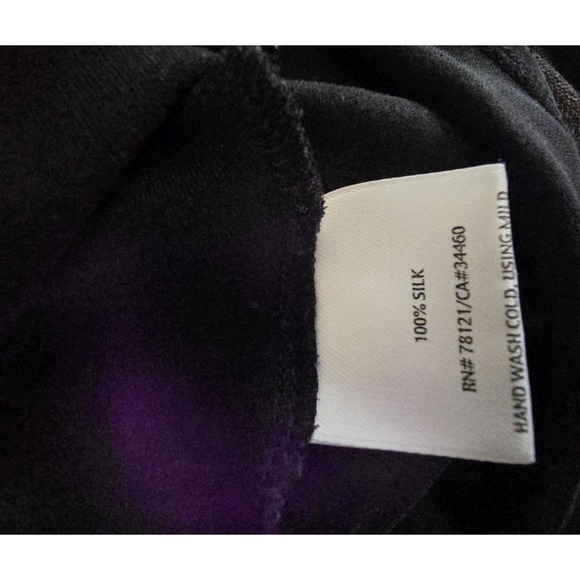 100% SILK
RN# 78121/CA#34460
HAND WASH COLD, USING MILD